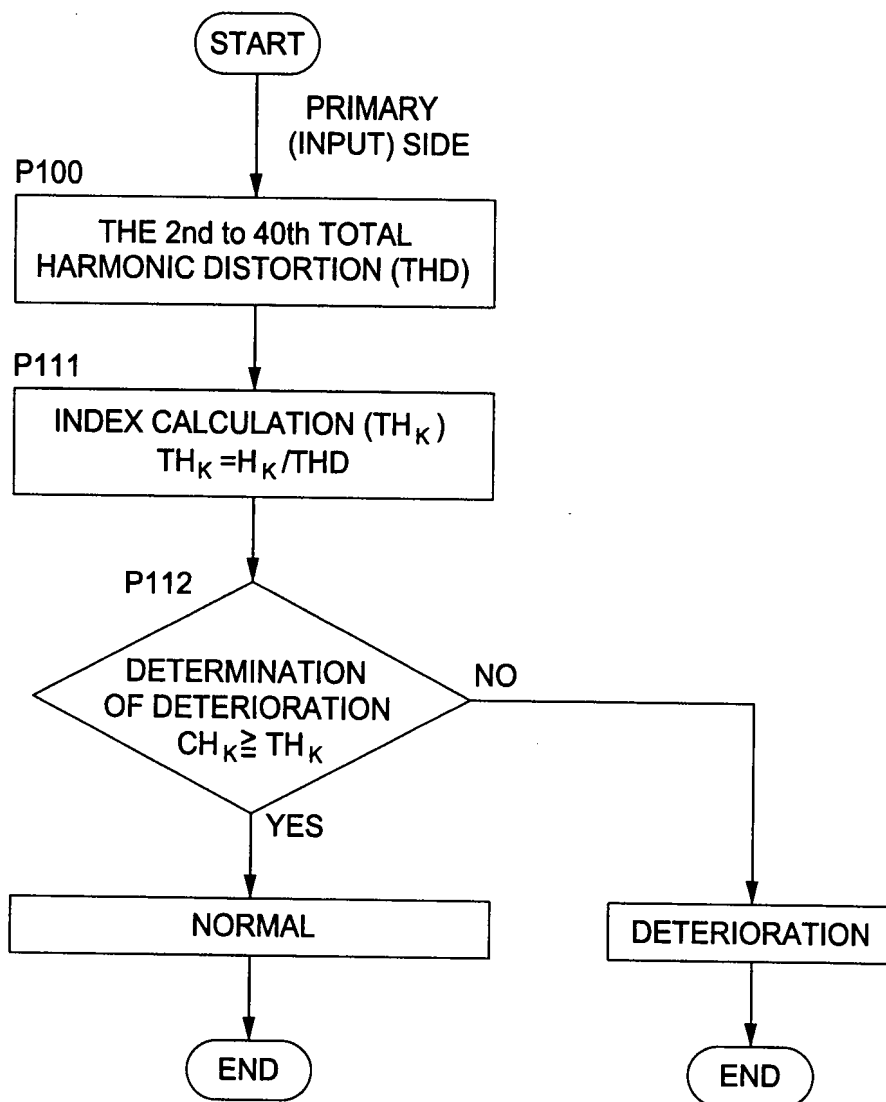 START
PRIMARY
(INPUT) SIDE
P100
THE 2nd to 40th TOTAL
HARMONIC DISTORTION (THD)
P111
INDEX CALCULATION (TH_K)
TH_K =H_K/THD
P112
DETERMINATION
OF DETERIORATION
CH_K ≧ TH_K
NO
YES
NORMAL
DETERIORATION
END
END